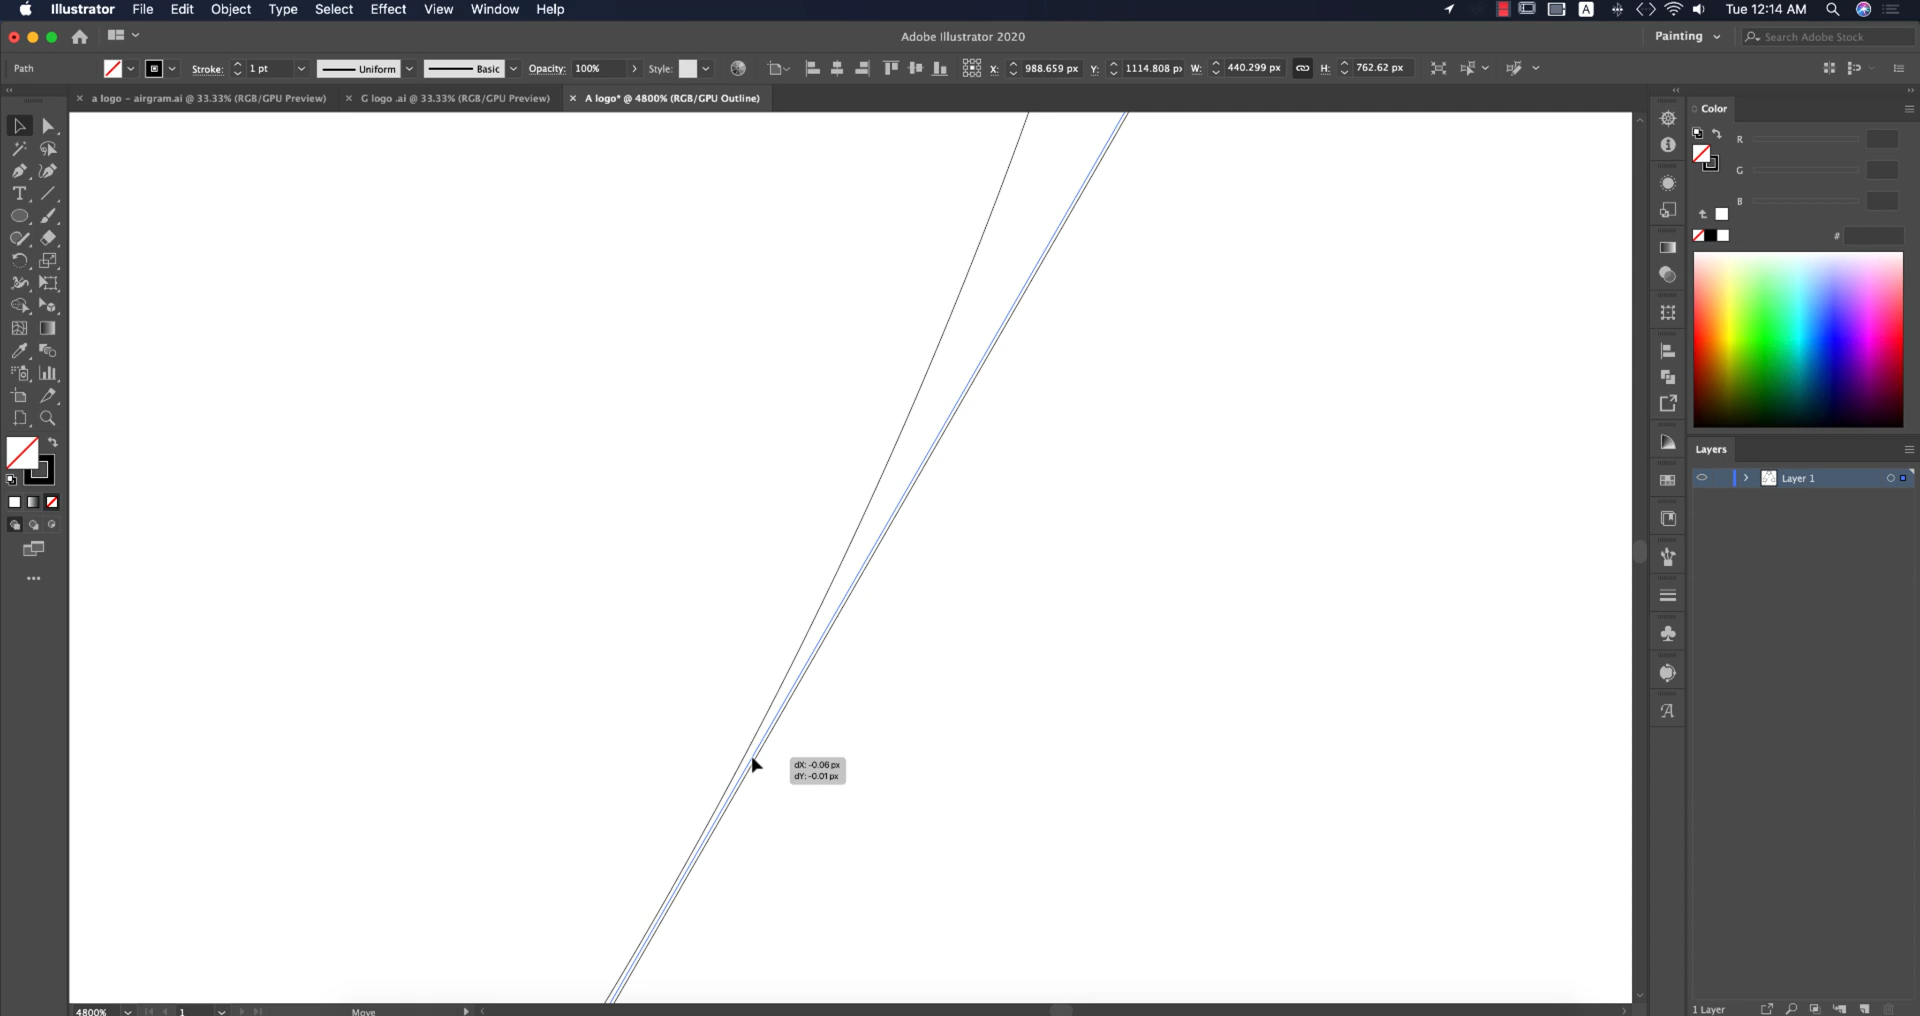 Illustrator File Edit Object Type Select Effect View Window Help
A
Tue 12:14 AM
Adobe Illustrator 2020
Painting
Search Adobe Stock
Path
Stroke: 1 pt
Uniform
Basic
Opacity: 100%
Style:
X: 988.659 px
Y: 1114.808 px
W: 440.299 px
H: 762.62 px
a logo – airgram.ai @ 33.33% (RGB/GPU Preview)
G logo .ai @ 33.33% (RGB/GPU Preview)
A logo* @ 4800% (RGB/GPU Outline)
Color
R
G
B
#
Layers
Layer 1
dX: -0.06 px
dY: -0.01 px
4800%
1
Move
1 Layer